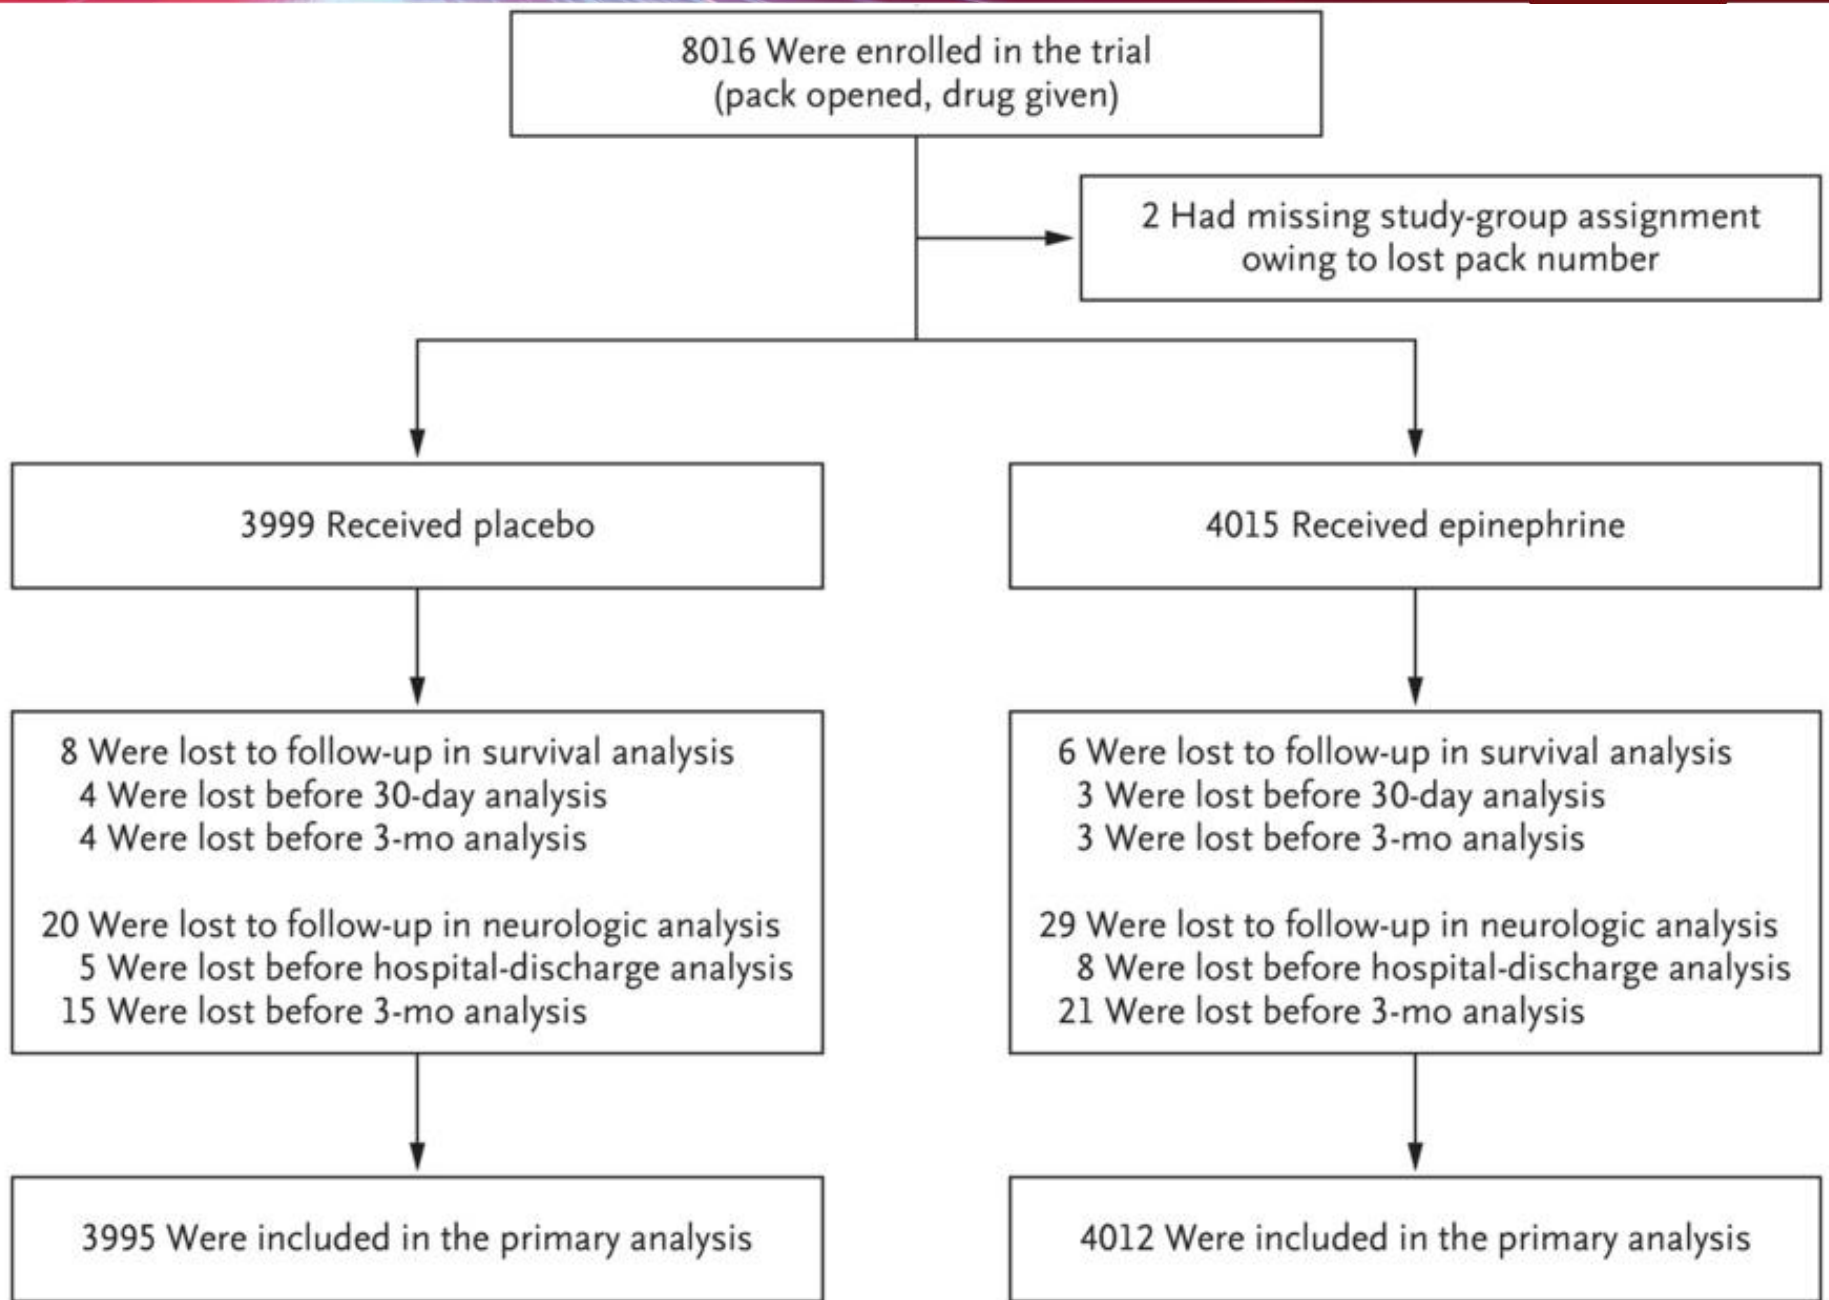 8016 Were enrolled in the trial
(pack opened, drug given)
2 Had missing study-group assignment
owing to lost pack number
3999 Received placebo
4015 Received epinephrine
8 Were lost to follow-up in survival analysis
4 Were lost before 30-day analysis
4 Were lost before 3-mo analysis
20 Were lost to follow-up in neurologic analysis
5 Were lost before hospital-discharge analysis
15 Were lost before 3-mo analysis
6 Were lost to follow-up in survival analysis
3 Were lost before 30-day analysis
3 Were lost before 3-mo analysis
29 Were lost to follow-up in neurologic analysis
8 Were lost before hospital-discharge analysis
21 Were lost before 3-mo analysis
3995 Were included in the primary analysis
4012 Were included in the primary analysis